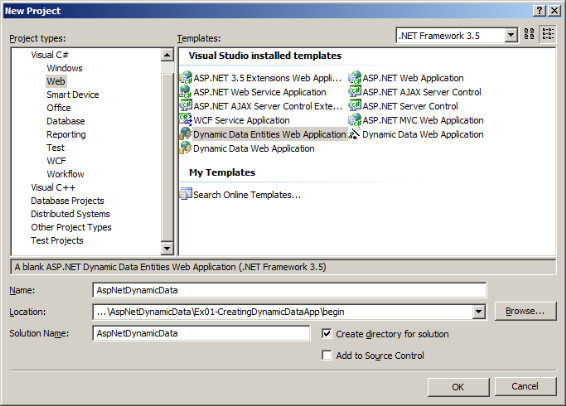 New Project
Project types:
Templates:
.NET Framework 3.5
Visual C#
Windows
Web
Smart Device
Office
Database
Reporting
Test
WCF
Workflow
Visual C++
Database Projects
Distributed Systems
Other Project Types
Test Projects
Visual Studio installed templates
ASP.NET 3.5 Extensions Web Appli...
ASP.NET Web Application
ASP.NET Web Service Application
ASP.NET AJAX Server Control
ASP.NET AJAX Server Control Exte...
ASP.NET Server Control
WCF Service Application
ASP.NET MVC Web Application
Dynamic Data Entities Web Application
Dynamic Data Web Application
Dynamic Data Web Application
My Templates
Search Online Templates...
A blank ASP.NET Dynamic Data Entities Web Application (.NET Framework 3.5)
Name:
AspNetDynamicData
Location:
...\AspNetDynamicData\Ex01-CreatingDynamicDataApp\begin
Browse...
Solution Name:
AspNetDynamicData
Create directory for solution
Add to Source Control
OK
Cancel